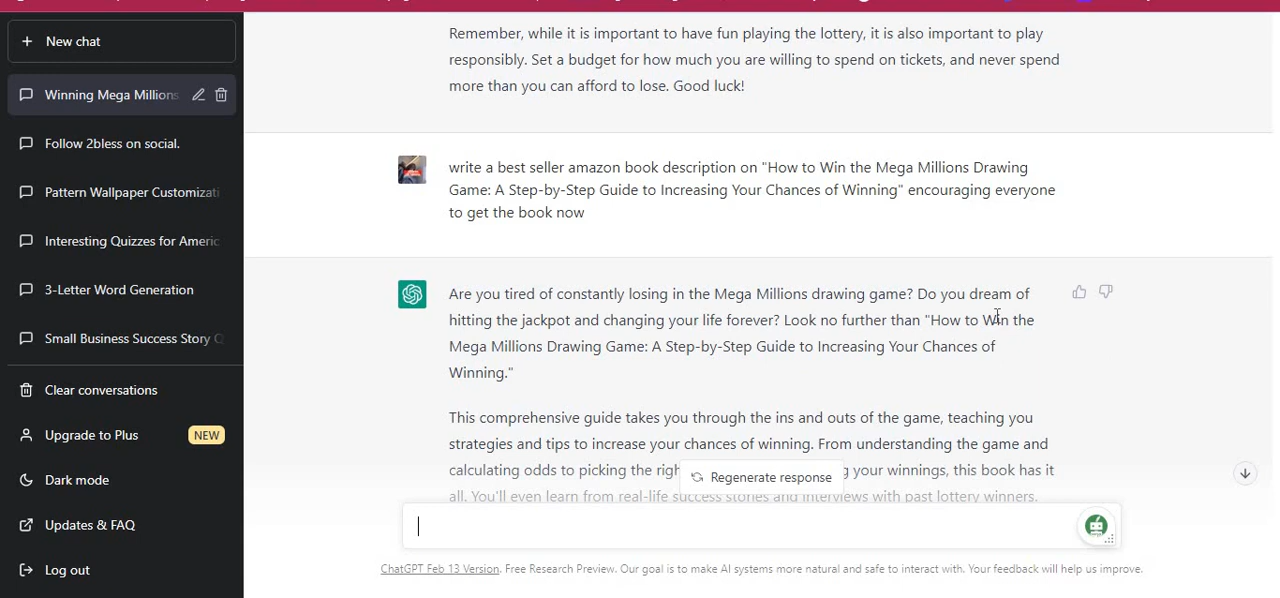 New chat
Winning Mega Millions
Follow 2bless on social.
Pattern Wallpaper Customizati
Interesting Quizzes for Americ
3-Letter Word Generation
Small Business Success Story
Clear conversations
Upgrade to Plus NEW
Dark mode
Updates & FAQ
Log out
Remember, while it is important to have fun playing the lottery, it is also important to play
responsibly. Set a budget for how much you are willing to spend on tickets, and never spend
more than you can afford to lose. Good luck!
write a best seller amazon book description on "How to Win the Mega Millions Drawing
Game: A Step-by-Step Guide to Increasing Your Chances of Winning" encouraging everyone
to get the book now
Are you tired of constantly losing in the Mega Millions drawing game? Do you dream of
hitting the jackpot and changing your life forever? Look no further than "How to Win the
Mega Millions Drawing Game: A Step-by-Step Guide to Increasing Your Chances of
Winning."
This comprehensive guide takes you through the ins and outs of the game, teaching you
strategies and tips to increase your chances of winning. From understanding the game and
calculating odds to picking the righ your winnings, this book has it
all. You'll even learn from real-life success stories and interviews with past lottery winners.
Regenerate response
ChatGPT Feb 13 Version. Free Research Preview. Our goal is to make AI systems more natural and safe to interact with. Your feedback will help us improve.